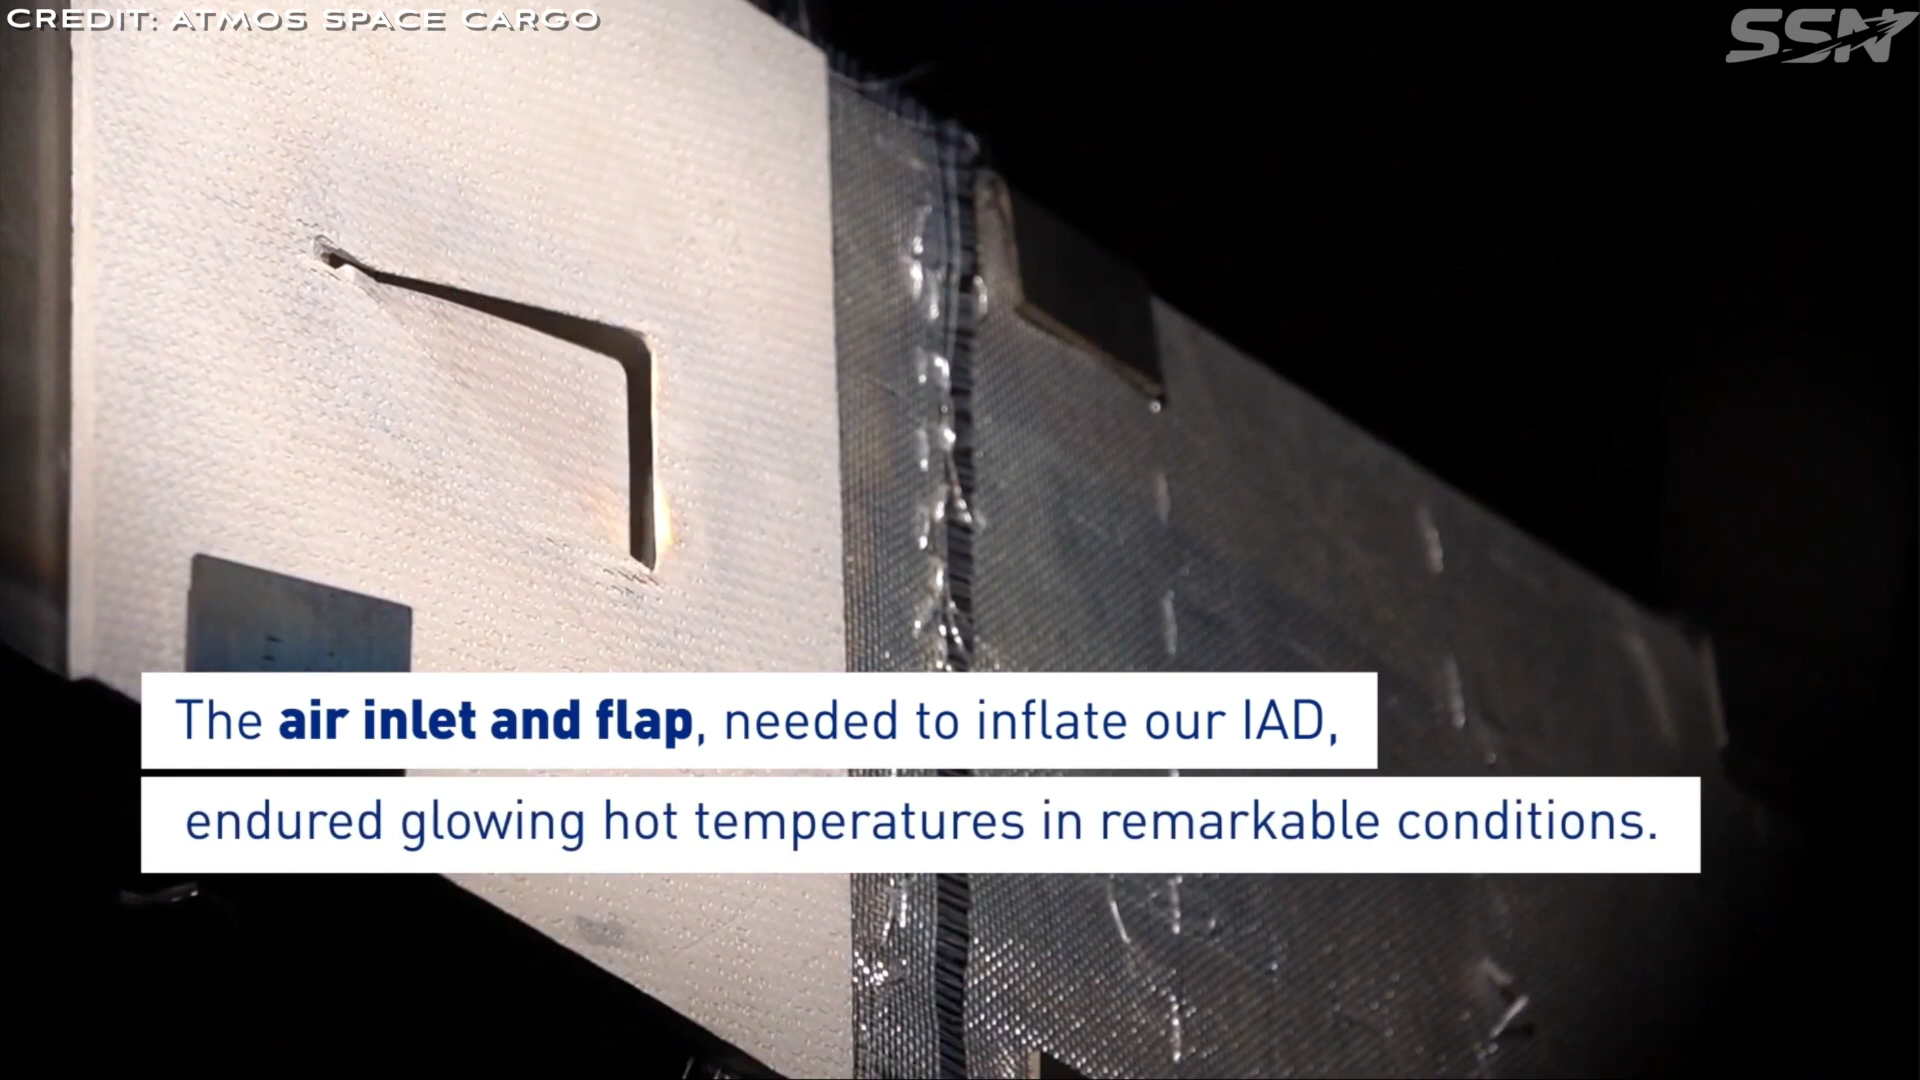 CREDIT: ATMOS SPACE CARGO
SSN
The air inlet and flap, needed to inflate our IAD,
endured glowing hot temperatures in remarkable conditions.